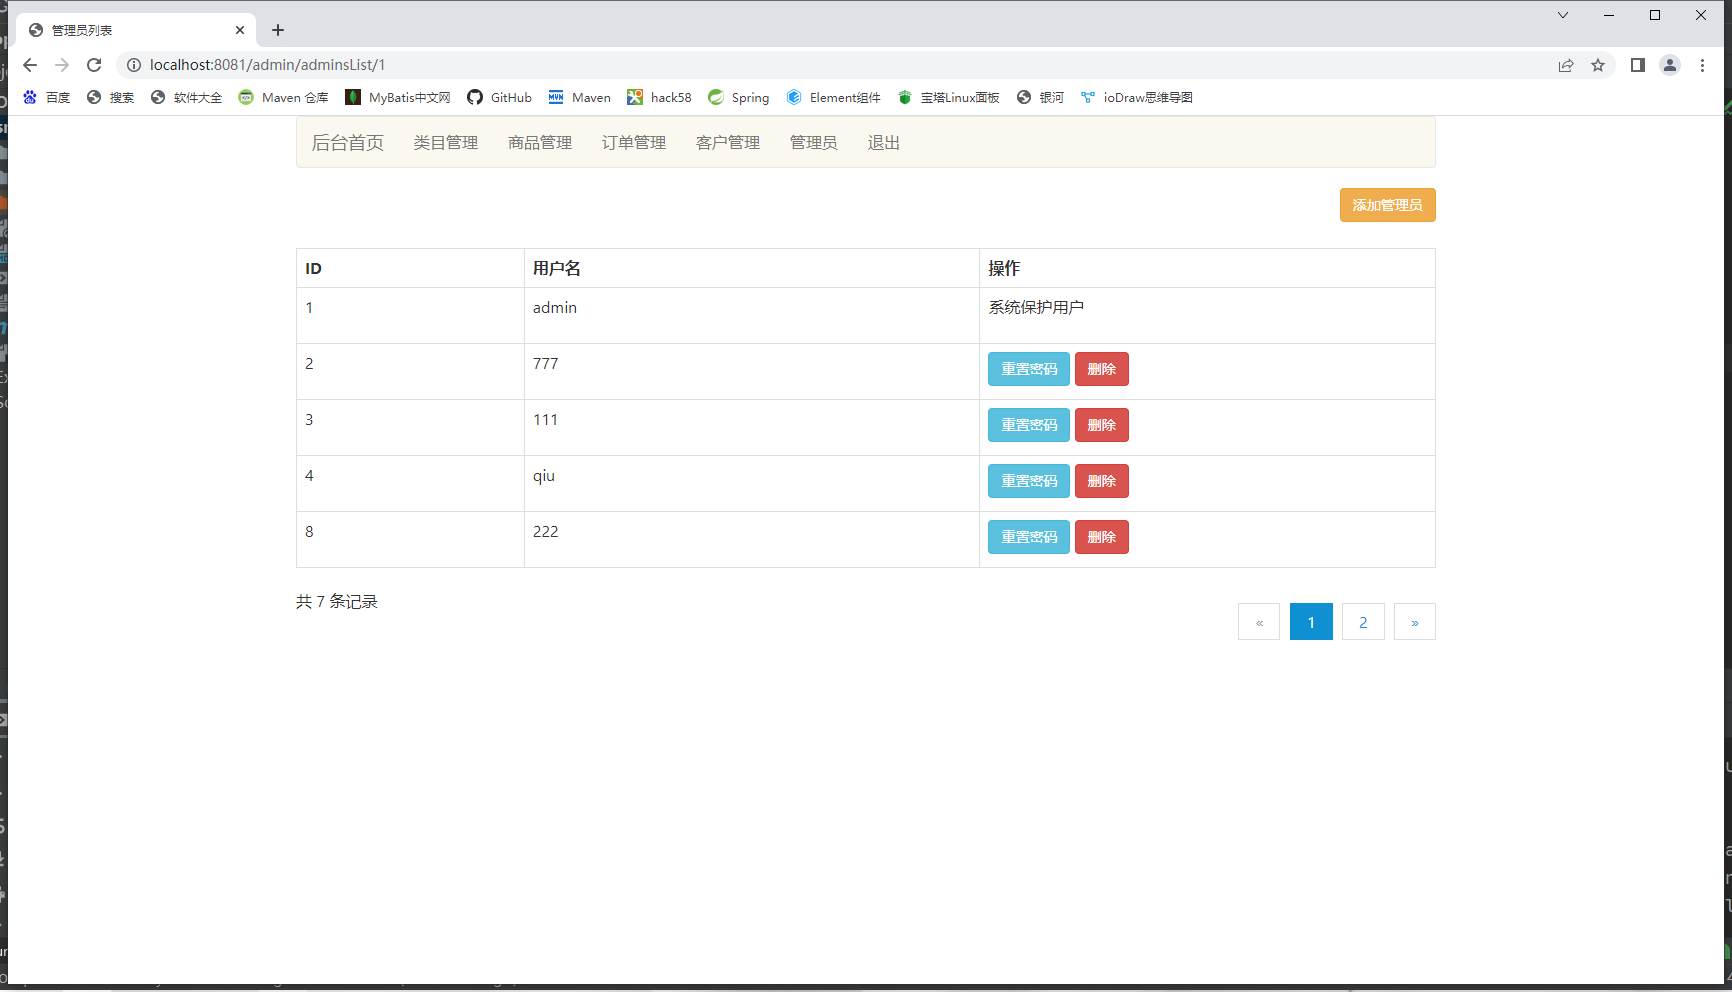 管理员列表
localhost:8081/admin/adminsList/1
百度 搜索 软件大全 Maven 仓库 MyBatis中文网 GitHub Maven hack58 Spring Element组件 宝塔Linux面板 银河 ioDraw思维导图
后台首页 类目管理 商品管理 订单管理 客户管理 管理员 退出
添加管理员
ID 用户名 操作
1 admin 系统保护用户
2 777 重置密码 删除
3 111 重置密码 删除
4 qiu 重置密码 删除
8 222 重置密码 删除
共 7 条记录
« 1 2 »